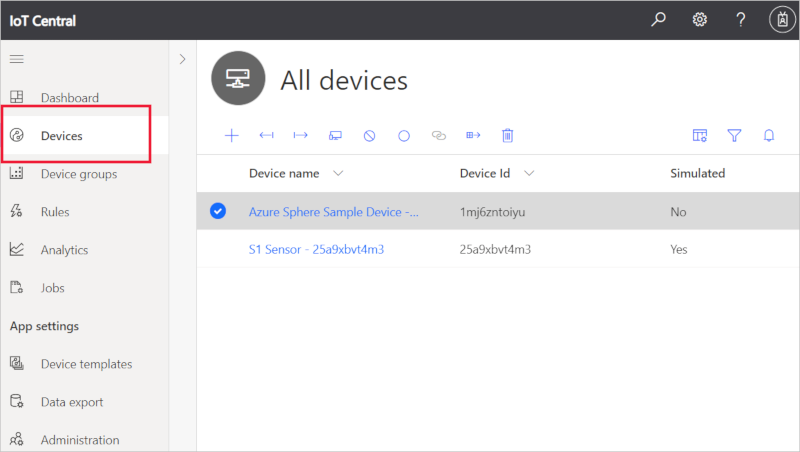 IoT Central
?
Dashboard
Devices
Device groups
Rules
Analytics
Jobs
App settings
Device templates
Data export
Administration
All devices
Device name Device Id Simulated
Azure Sphere Sample Device -... 1mj6zntoiyu No
S1 Sensor - 25a9xbvt4m3 25a9xbvt4m3 Yes